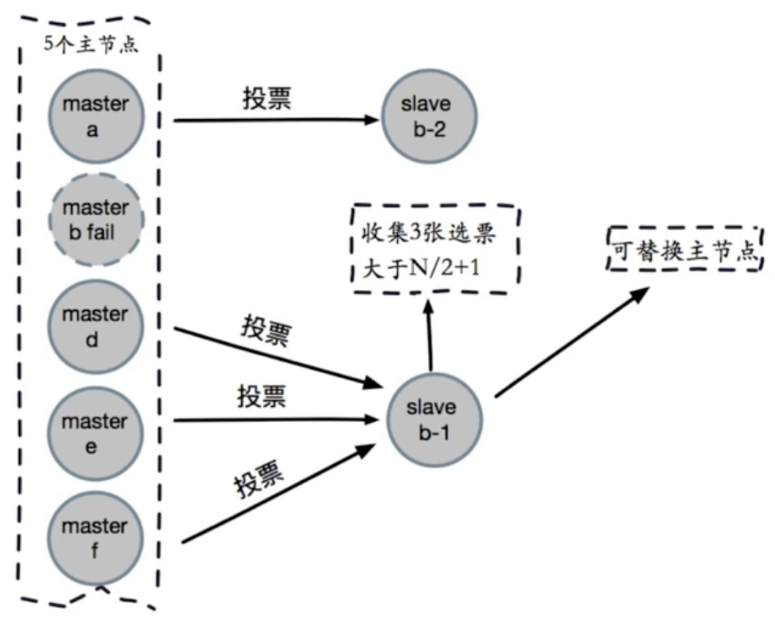 5个主节点
master
a
投票
slave
b-2
master
b fail
收集3张选票
大于N/2+1
可替换主节点
master
d
投票
投票
slave
b-1
master
e
投票
master
f